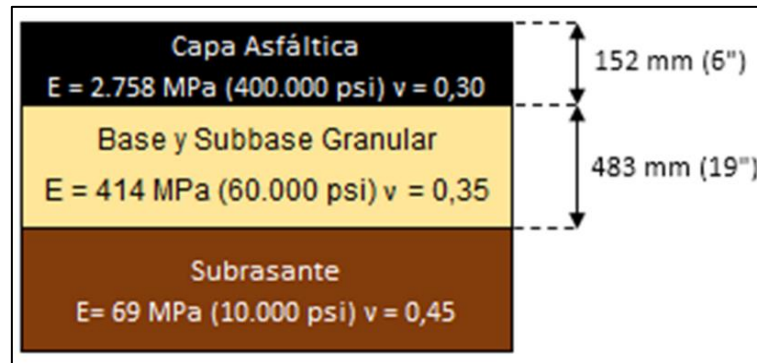 Capa Asfáltica
E = 2.758 MPa (400.000 psi) v = 0,30
152 mm (6")
Base y Subbase Granular
E = 414 MPa (60.000 psi) v = 0,35
483 mm (19")
Subrasante
E= 69 MPa (10.000 psi) v = 0,45